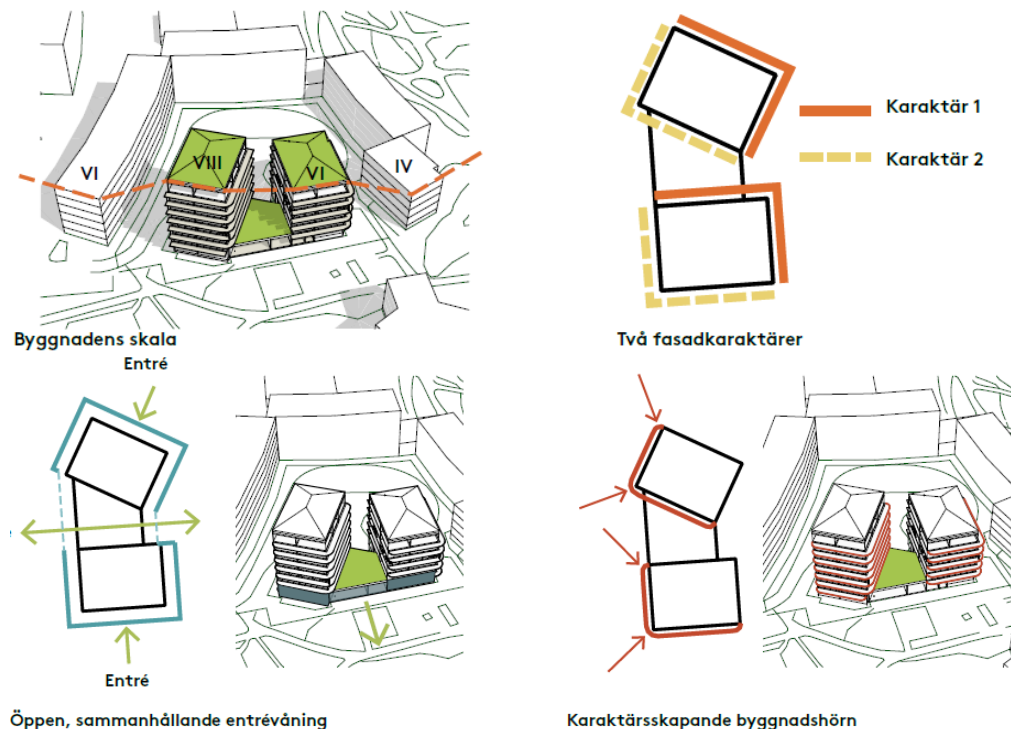 VI
VIII
VI
IV
Byggnadens skala
Karaktär 1
Karaktär 2
Två fasadkaraktärer
Entré
Entré
Öppen, sammanhållande entrévåning
Karaktärsskapande byggnadshörn